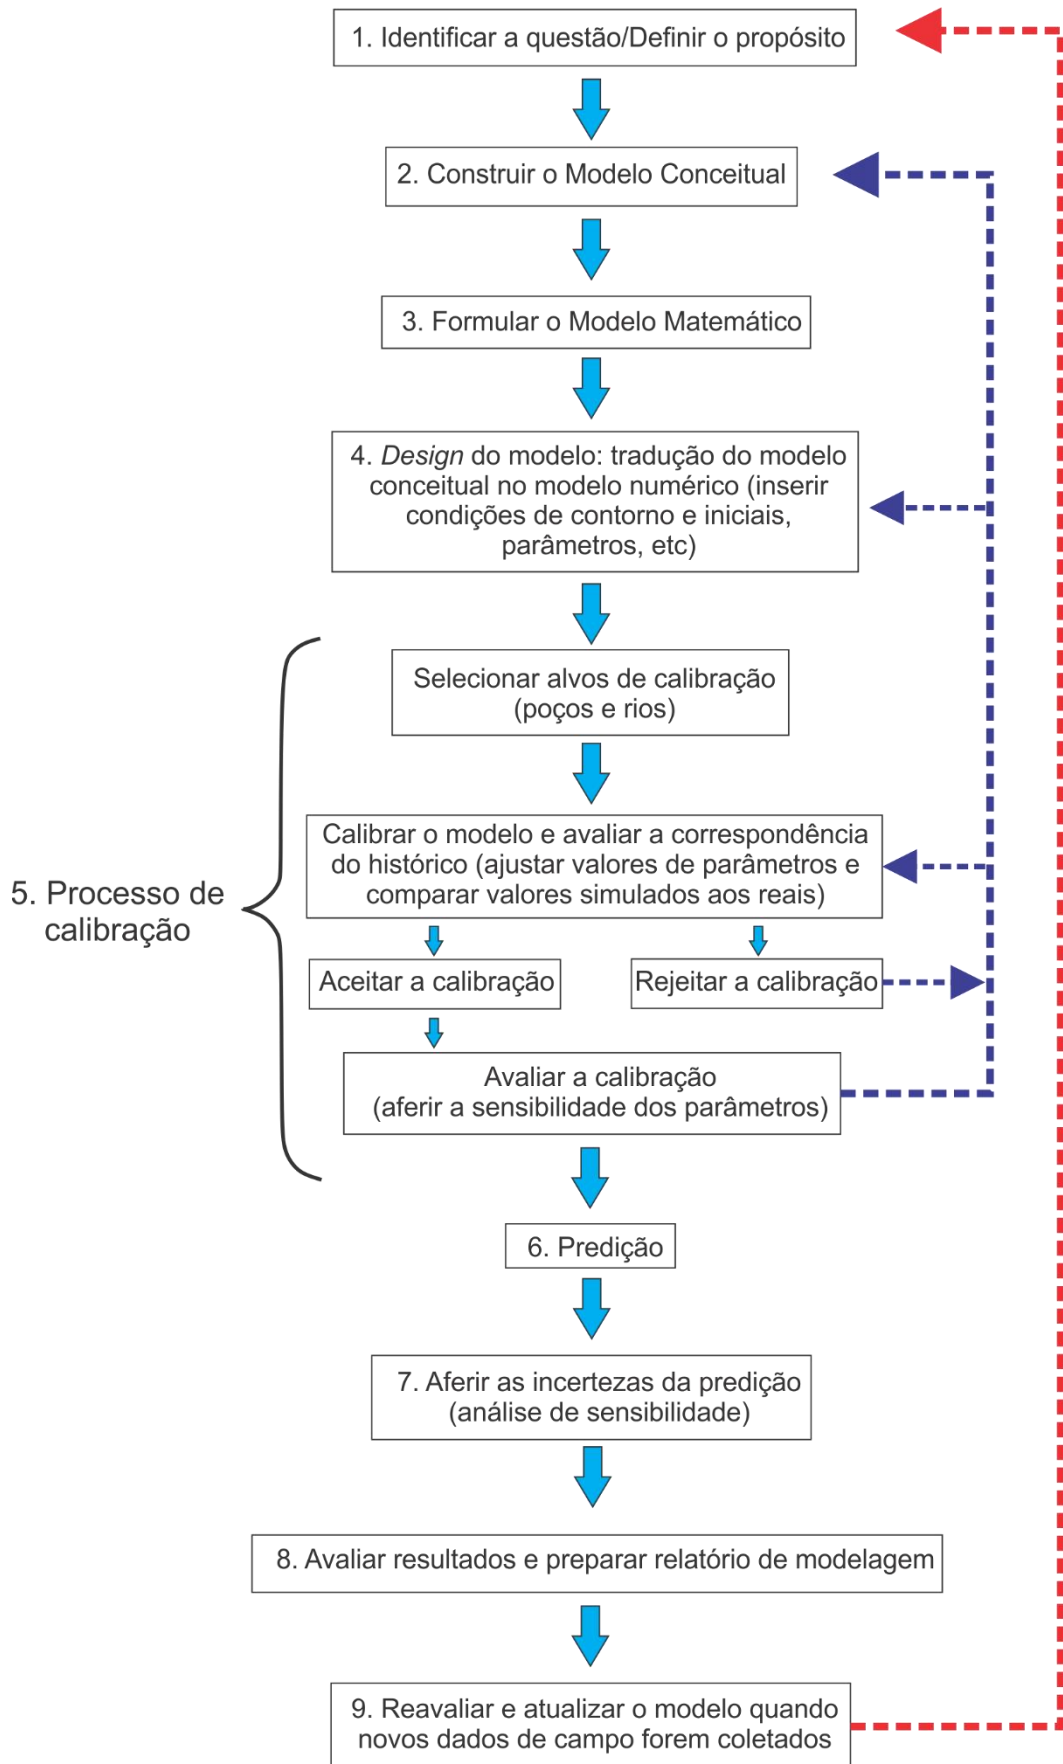 1. Identificar a questão/Definir o propósito
2. Construir o Modelo Conceitual
3. Formular o Modelo Matemático
4. Design do modelo: tradução do modelo
conceitual no modelo numérico (inserir
condições de contorno e iniciais,
parâmetros, etc)
5. Processo de
calibração
Selecionar alvos de calibração
(poços e rios)
Calibrar o modelo e avaliar a correspondência
do histórico (ajustar valores de parâmetros e
comparar valores simulados aos reais)
Aceitar a calibração
Rejeitar a calibração
Avaliar a calibração
(aferir a sensibilidade dos parâmetros)
6. Predição
7. Aferir as incertezas da predição
(análise de sensibilidade)
8. Avaliar resultados e preparar relatório de modelagem
9. Reavaliar e atualizar o modelo quando
novos dados de campo forem coletados